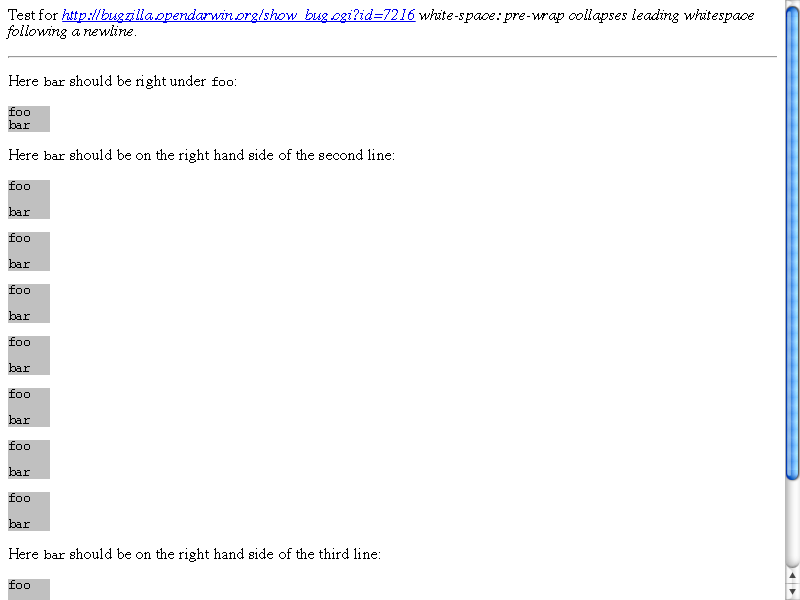 Test for http://bugzilla.opendarwin.org/show_bug.cgi?id=7216 white-space: pre-wrap collapses leading whitespace
following a newline.
Here bar should be right under foo:
foo
bar
Here bar should be on the right hand side of the second line:
foo
bar
foo
bar
foo
bar
foo
bar
foo
bar
foo
bar
foo
bar
Here bar should be on the right hand side of the third line:
foo